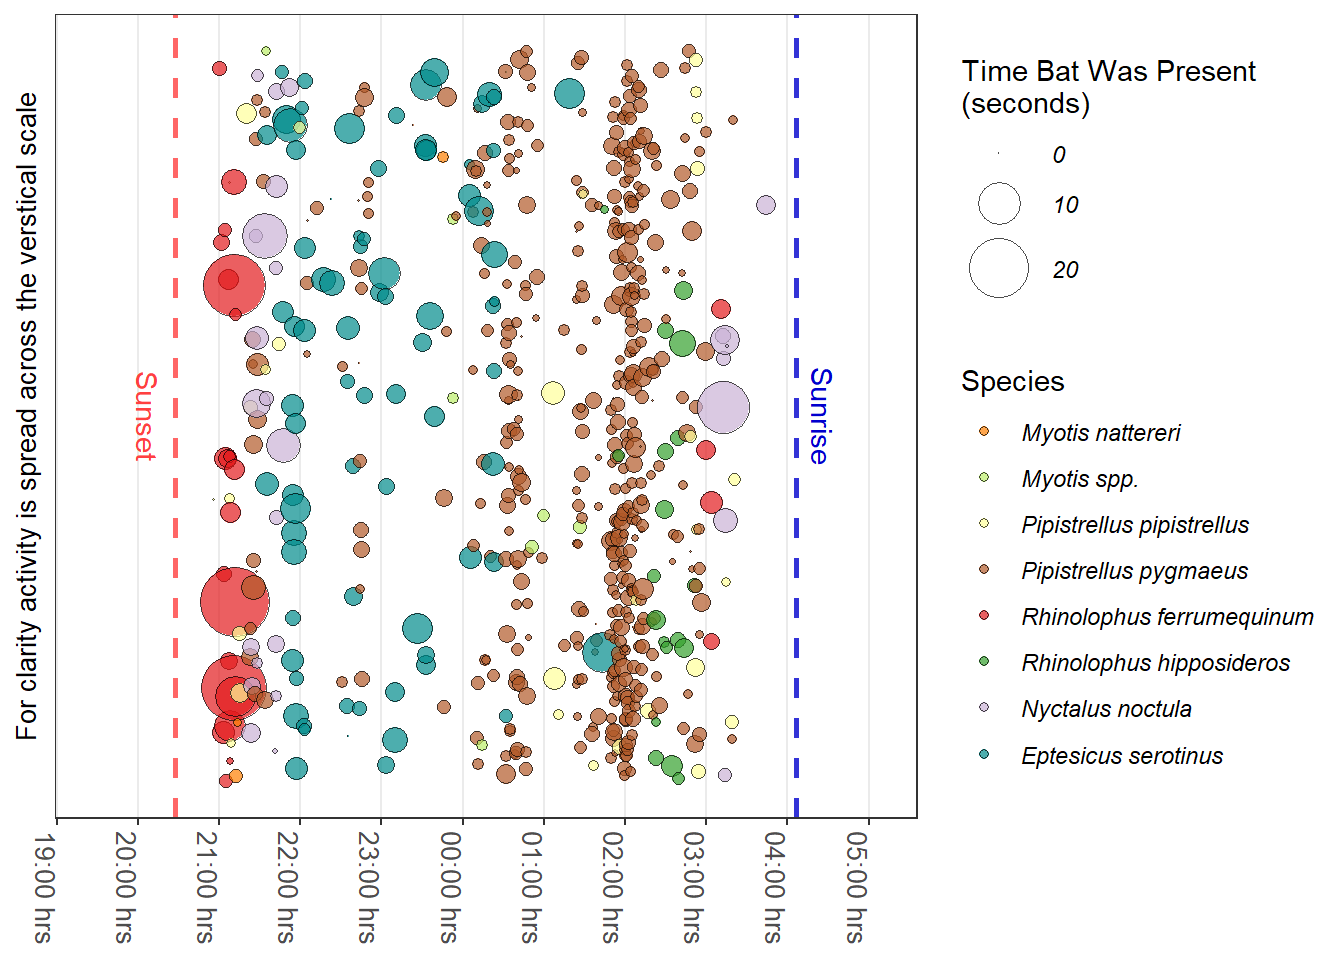 For clarity activity is spread across the verstical scale
Sunset
Sunrise
19:00 hrs
20:00 hrs
21:00 hrs
22:00 hrs
23:00 hrs
00:00 hrs
01:00 hrs
02:00 hrs
03:00 hrs
04:00 hrs
05:00 hrs
Time Bat Was Present
(seconds)
0
10
20
Species
Myotis nattereri
Myotis spp.
Pipistrellus pipistrellus
Pipistrellus pygmaeus
Rhinolophus ferrumequinum
Rhinolophus hipposideros
Nyctalus noctula
Eptesicus serotinus